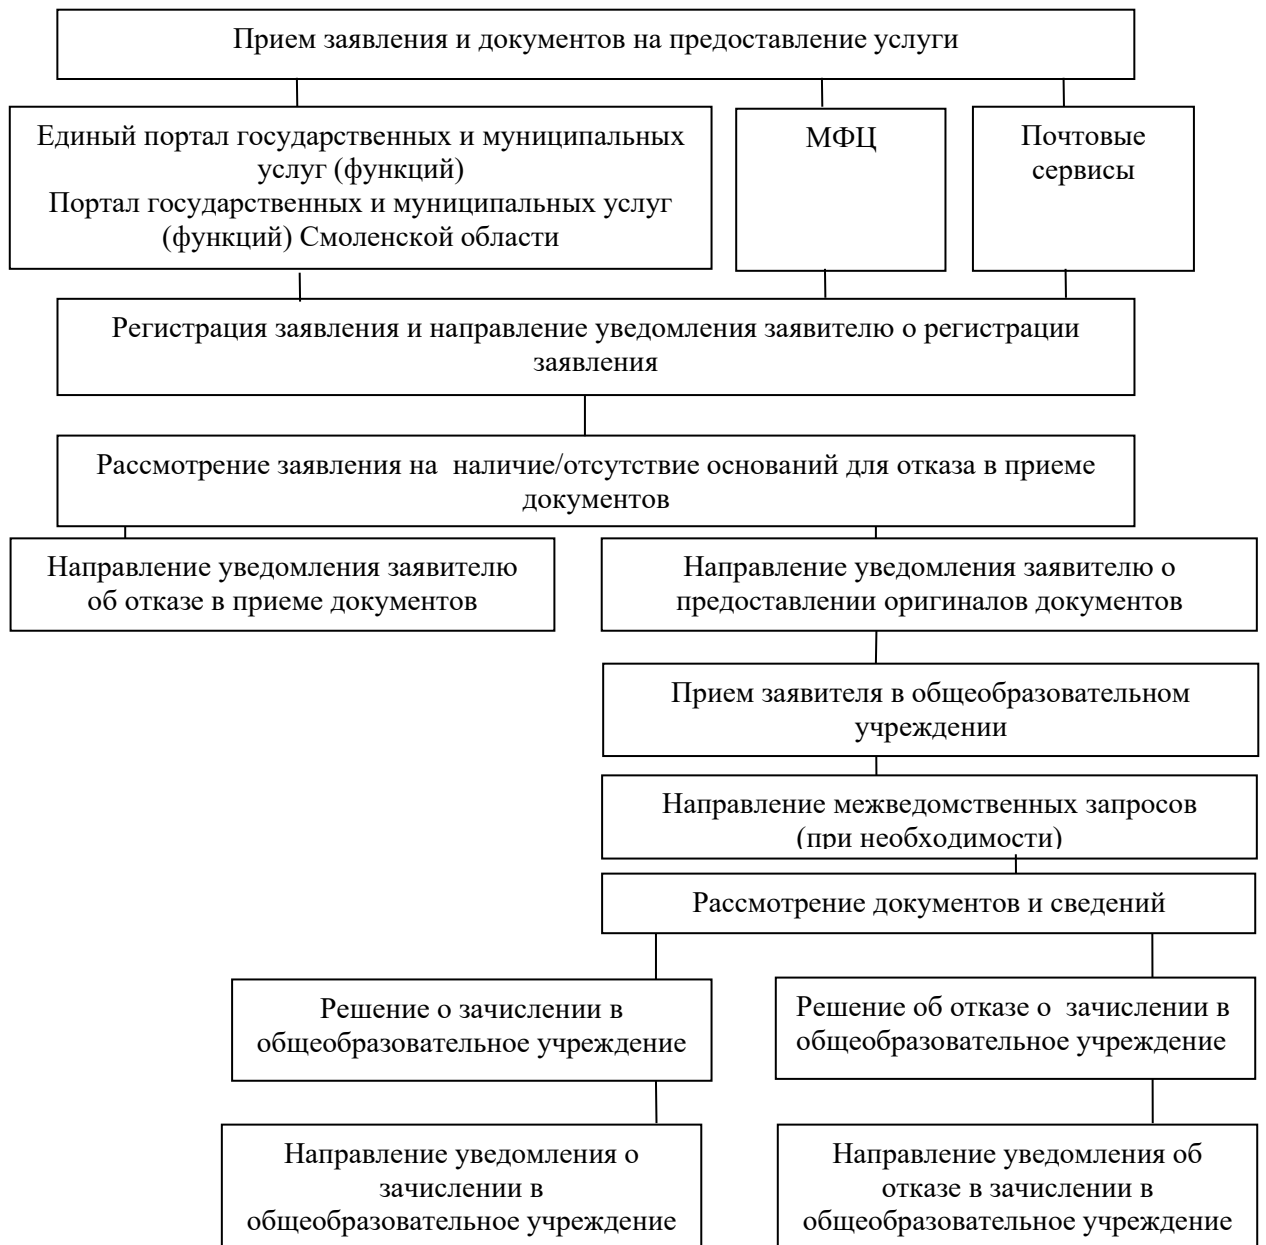 Прием заявления и документов на предоставление услуги
Единый портал государственных и муниципальных
услуг (функций)
Портал государственных и муниципальных услуг
(функций) Смоленской области
МФЦ
Почтовые
сервисы
Регистрация заявления и направление уведомления заявителю о регистрации
заявления
Рассмотрение заявления на наличие/отсутствие оснований для отказа в приеме
документов
Направление уведомления заявителю
об отказе в приеме документов
Направление уведомления заявителю о
предоставлении оригиналов документов
Прием заявителя в общеобразовательном
учреждении
Направление межведомственных запросов
(при необходимости)
Рассмотрение документов и сведений
Решение о зачислении в
общеобразовательное учреждение
Решение об отказе о зачислении в
общеобразовательное учреждение
Направление уведомления о
зачислении в
общеобразовательное учреждение
Направление уведомления об
отказе в зачислении в
общеобразовательное учреждение